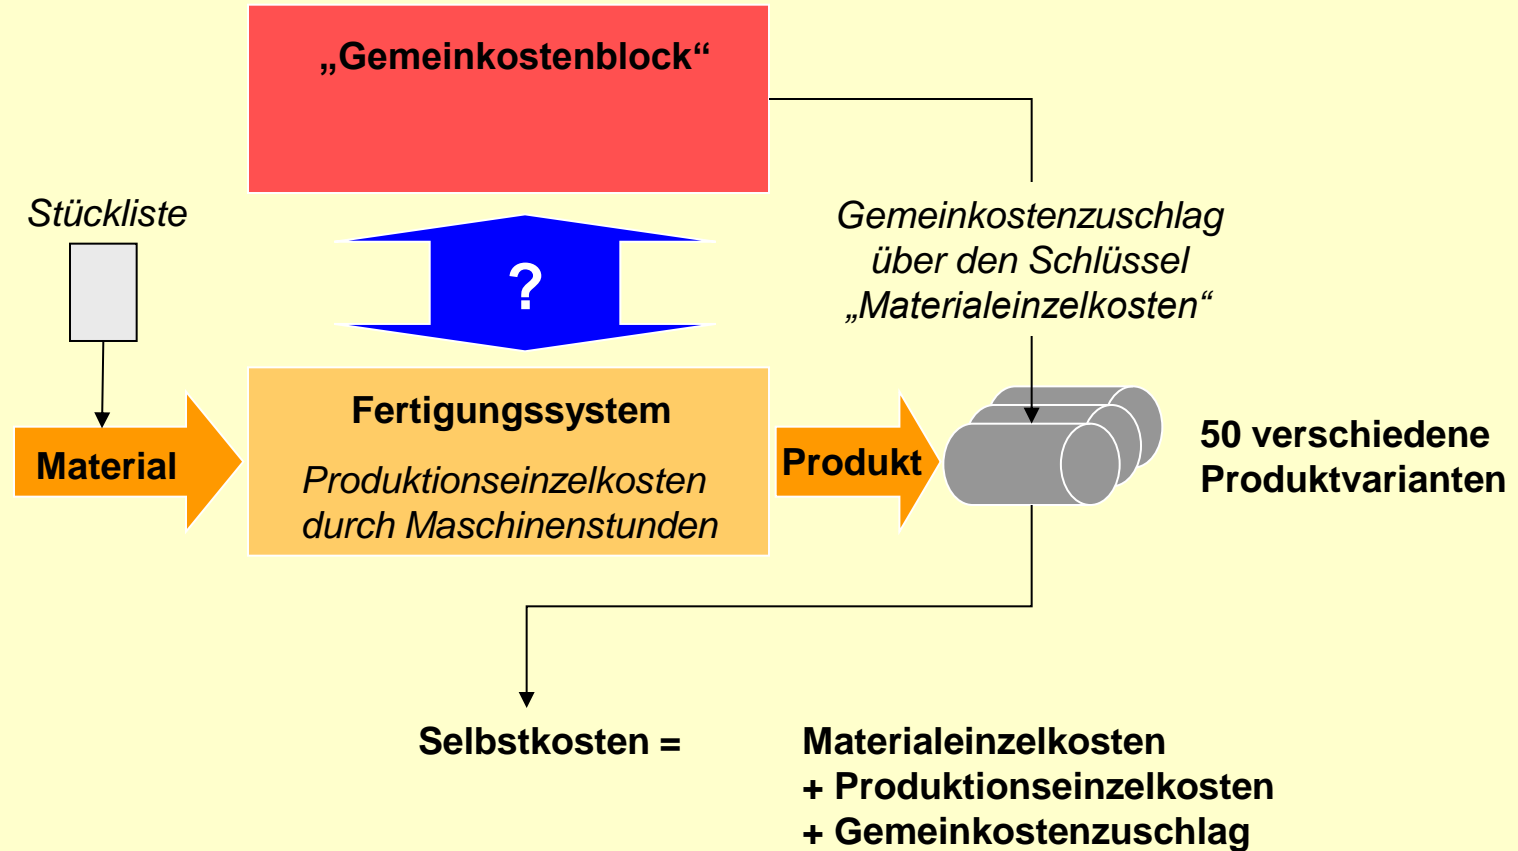 „Gemeinkostenblock“
Stückliste
Gemeinkostenzuschlag
über den Schlüssel
„Materialeinzelkosten“
?
Fertigungssystem
Produktionseinzelkosten
durch Maschinenstunden
Material
Produkt
50 verschiedene
Produktvarianten
Selbstkosten = Materialeinzelkosten
+ Produktionseinzelkosten
+ Gemeinkostenzuschlag